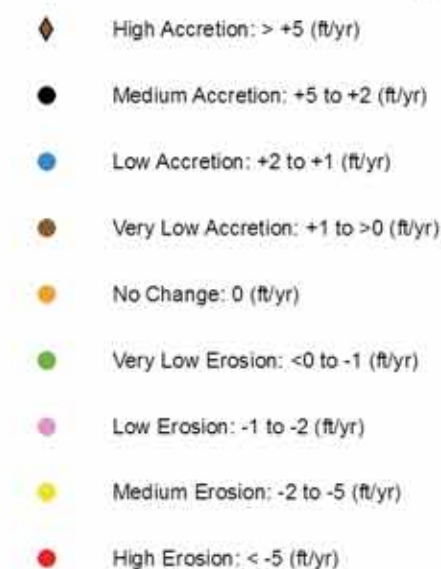 High Accretion: > +5 (ft/yr)
Medium Accretion: +5 to +2 (ft/yr)
Low Accretion: +2 to +1 (ft/yr)
Very Low Accretion: +1 to >0 (ft/yr)
No Change: 0 (ft/yr)
Very Low Erosion: <0 to -1 (ft/yr)
Low Erosion: -1 to -2 (ft/yr)
Medium Erosion: -2 to -5 (ft/yr)
High Erosion: < -5 (ft/yr)